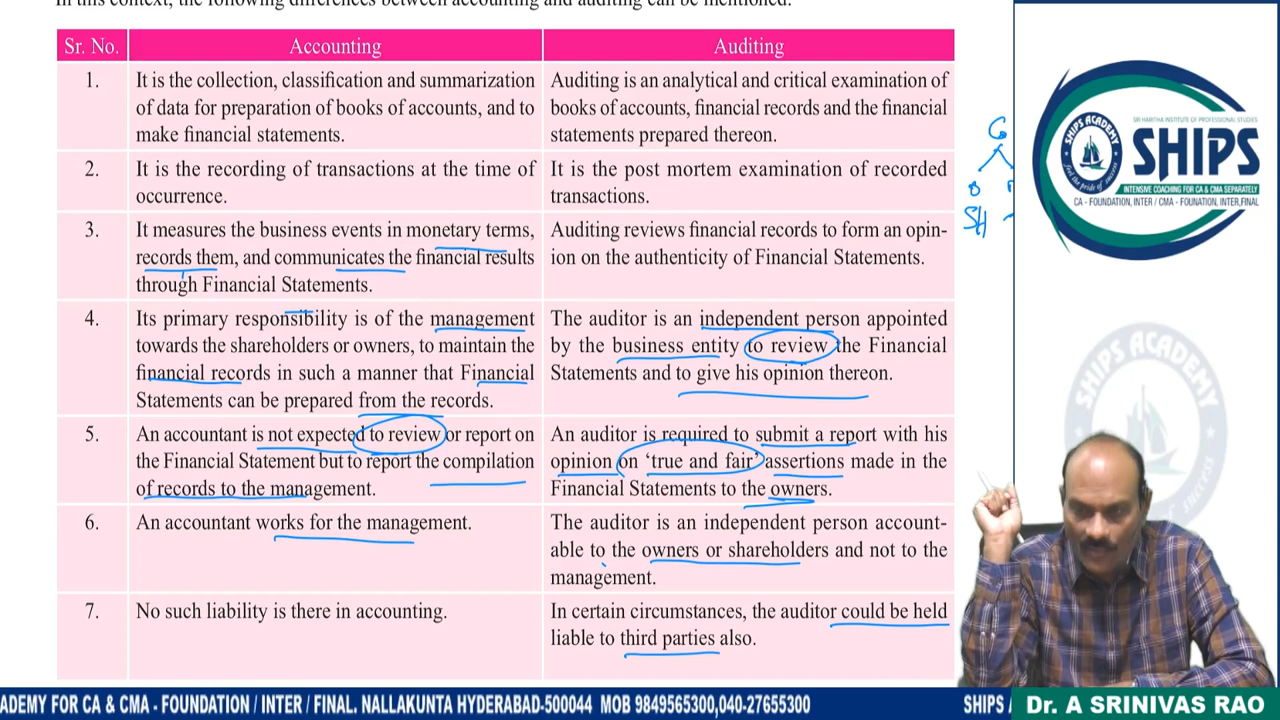 In this context, the following differences between accounting and auditing can be mentioned:
Sr. No. Accounting Auditing
1. It is the collection, classification and summarization
of data for preparation of books of accounts, and to
make financial statements.
Auditing is an analytical and critical examination of
books of accounts, financial records and the financial
statements prepared thereon.
2. It is the recording of transactions at the time of
occurrence.
It is the post mortem examination of recorded
transactions.
3. It measures the business events in monetary terms,
records them, and communicates the financial results
through Financial Statements.
Auditing reviews financial records to form an opin-
ion on the authenticity of Financial Statements.
4. Its primary responsibility is of the management
towards the shareholders or owners, to maintain the
financial records in such a manner that Financial
Statements can be prepared from the records.
The auditor is an independent person appointed
by the business entity to review the Financial
Statements and to give his opinion thereon.
5. An accountant is not expected to review or report on
the Financial Statement but to report the compilation
of records to the management.
An auditor is required to submit a report with his
opinion on ‘true and fair’ assertions made in the
Financial Statements to the owners.
6. An accountant works for the management.
The auditor is an independent person account-
able to the owners or shareholders and not to the
management.
7. No such liability is there in accounting.
In certain circumstances, the auditor could be held
liable to third parties also.
SH
SRI HARITHA INSTITUTE OF PROFESSIONAL STUDIES
SHIPS ACADEMY
SHIPS
feel the pride of success
INTENSIVE COACHING FOR CA & CMA SEPARATELY
CA - FOUNDATION, INTER / CMA - FOUNATION, INTER,FINAL
SHIPS ACADEMY
success
ADEMY FOR CA & CMA - FOUNDATION / INTER / FINAL. NALLAKUNTA HYDERABAD-500044 MOB 9849565300,040-27655300
SHIPS
Dr. A SRINIVAS RAO